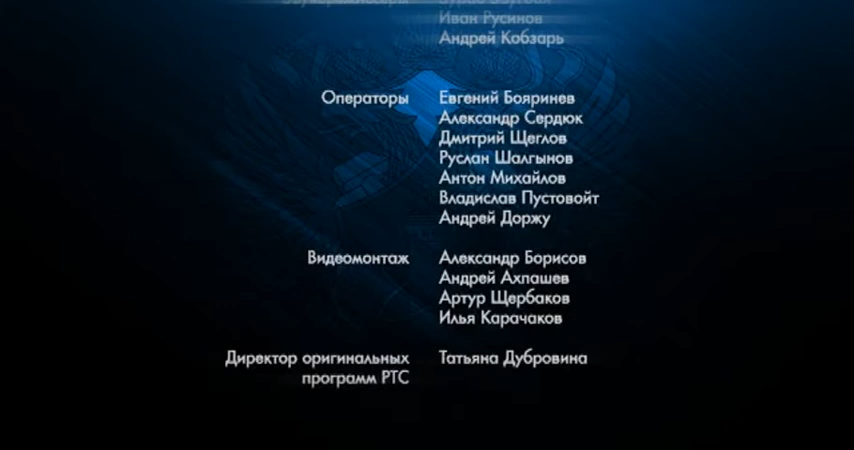 Иван Русинов
Андрей Кобзарь
Операторы Евгений Бояринев
Александр Сердюк
Дмитрий Щеглов
Руслан Шалгынов
Антон Михайлов
Владислав Пустовойт
Андрей Доржу
Видеомонтаж Александр Борисов
Андрей Ахпашев
Артур Щербаков
Илья Карачаков
Директор оригинальных Татьяна Дубровина
программ РТС